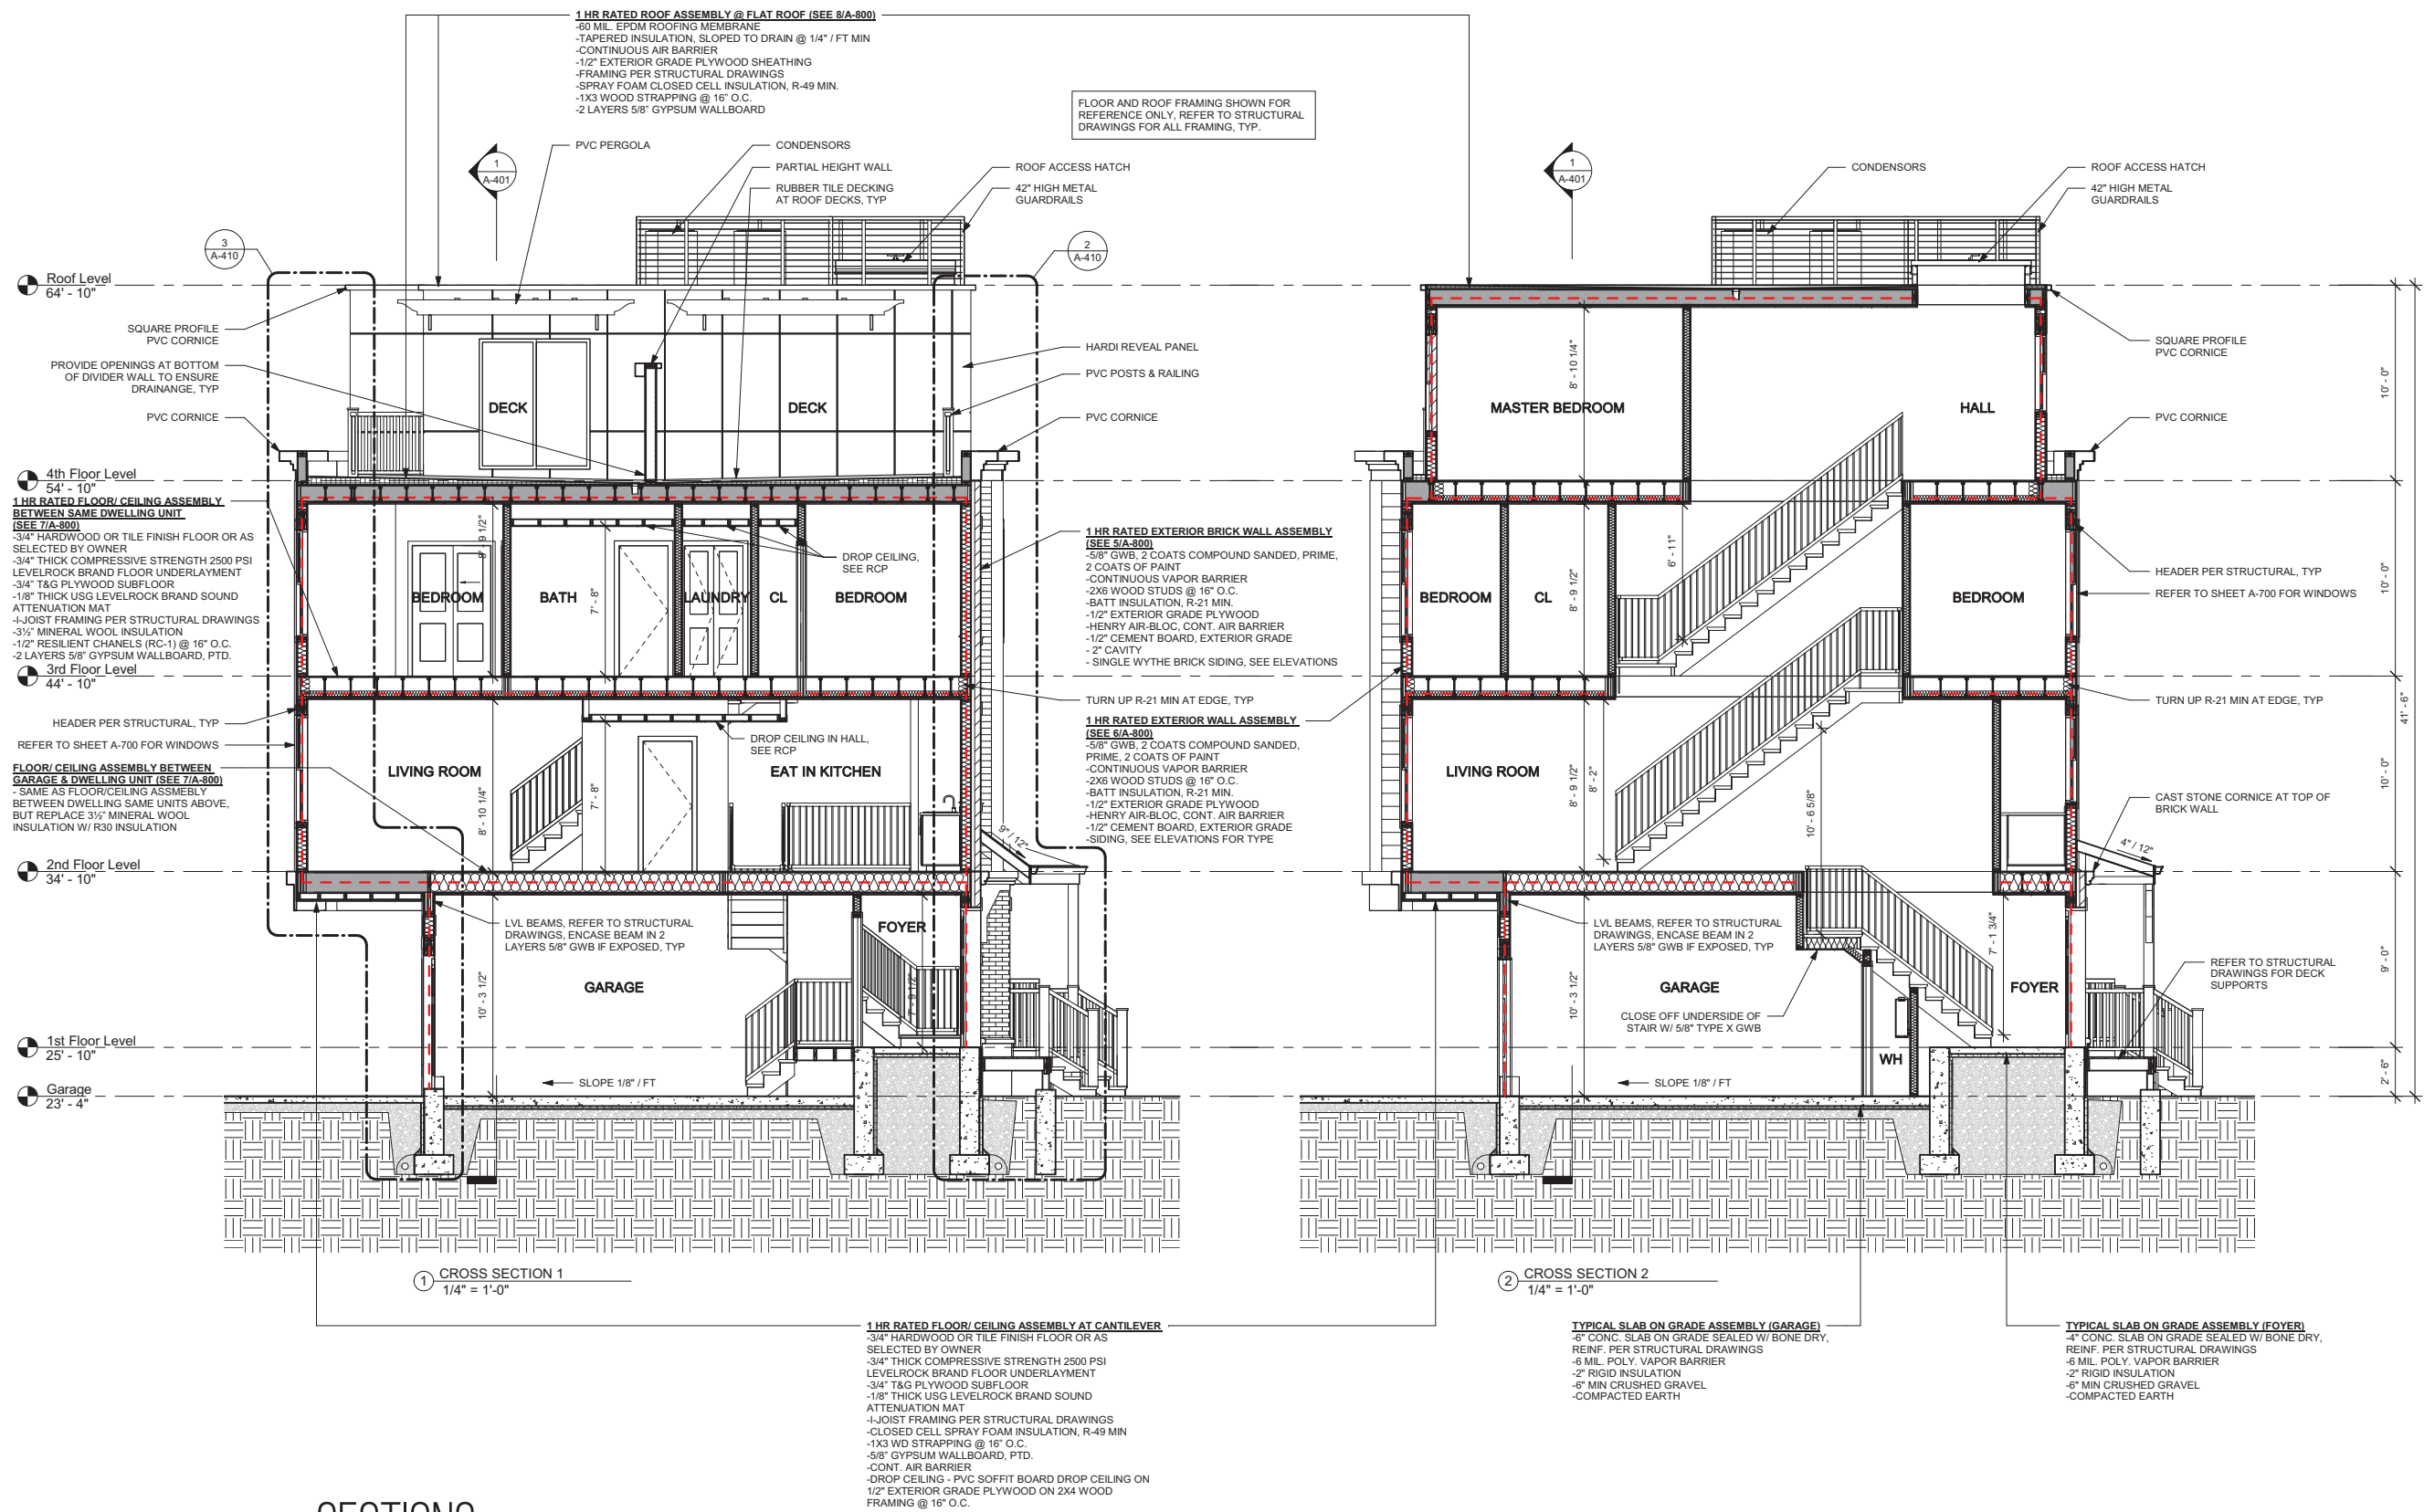 1 HR RATED ROOF ASSEMBLY @ FLAT ROOF (SEE 8/A-800)
-60 MIL. EPDM ROOFING MEMBRANE
-TAPERED INSULATION, SLOPED TO DRAIN @ 1/4" / FT MIN
-CONTINUOUS AIR BARRIER
-1/2" EXTERIOR GRADE PLYWOOD SHEATHING
-FRAMING PER STRUCTURAL DRAWINGS
-SPRAY FOAM CLOSED CELL INSULATION, R-49 MIN.
-1X3 WOOD STRAPPING @ 16" O.C.
-2 LAYERS 5/8" GYPSUM WALLBOARD
FLOOR AND ROOF FRAMING SHOWN FOR
REFERENCE ONLY, REFER TO STRUCTURAL
DRAWINGS FOR ALL FRAMING, TYP.
PVC PERGOLA
1
A-401
CONDENSORS
PARTIAL HEIGHT WALL
RUBBER TILE DECKING
AT ROOF DECKS, TYP
ROOF ACCESS HATCH
42" HIGH METAL
GUARDRAILS
3
A-410
2
A-410
Roof Level
64' - 10"
SQUARE PROFILE
PVC CORNICE
PROVIDE OPENINGS AT BOTTOM
OF DIVIDER WALL TO ENSURE
DRAINANGE, TYP
PVC CORNICE
4th Floor Level
54' - 10"
1 HR RATED FLOOR/ CEILING ASSEMBLY
BETWEEN SAME DWELLING UNIT
(SEE 7/A-800)
-3/4" HARDWOOD OR TILE FINISH FLOOR OR AS
SELECTED BY OWNER
-3/4" THICK COMPRESSIVE STRENGTH 2500 PSI
LEVELROCK BRAND FLOOR UNDERLAYMENT
-3/4" T&G PLYWOOD SUBFLOOR
-1/8" THICK USG LEVELROCK BRAND SOUND
ATTENUATION MAT
-I-JOIST FRAMING PER STRUCTURAL DRAWINGS
-3½" MINERAL WOOL INSULATION
-1/2" RESILIENT CHANELS (RC-1) @ 16" O.C.
-2 LAYERS 5/8" GYPSUM WALLBOARD, PTD.
3rd Floor Level
44' - 10"
HEADER PER STRUCTURAL, TYP
REFER TO SHEET A-700 FOR WINDOWS
FLOOR/ CEILING ASSEMBLY BETWEEN
GARAGE & DWELLING UNIT (SEE 7/A-800)
- SAME AS FLOOR/CEILING ASSMEBLY
BETWEEN DWELLING SAME UNITS ABOVE,
BUT REPLACE 3½" MINERAL WOOL
INSULATION W/ R30 INSULATION
2nd Floor Level
34' - 10"
1st Floor Level
25' - 10"
Garage
23' - 4"
DECK
DECK
HARDI REVEAL PANEL
PVC POSTS & RAILING
PVC CORNICE
8' - 9 1/2"
BEDROOM
BATH
7' - 8"
LAUNDRY
CL
BEDROOM
DROP CEILING,
SEE RCP
1 HR RATED EXTERIOR BRICK WALL ASSEMBLY
(SEE 5/A-800)
-5/8" GWB, 2 COATS COMPOUND SANDED, PRIME,
2 COATS OF PAINT
-CONTINUOUS VAPOR BARRIER
-2X6 WOOD STUDS @ 16" O.C.
-BATT INSULATION, R-21 MIN.
-1/2" EXTERIOR GRADE PLYWOOD
-HENRY AIR-BLOC, CONT. AIR BARRIER
-1/2" CEMENT BOARD, EXTERIOR GRADE
- 2" CAVITY
- SINGLE WYTHE BRICK SIDING, SEE ELEVATIONS
TURN UP R-21 MIN AT EDGE, TYP
1 HR RATED EXTERIOR WALL ASSEMBLY
(SEE 6/A-800)
-5/8" GWB, 2 COATS COMPOUND SANDED,
PRIME, 2 COATS OF PAINT
-CONTINUOUS VAPOR BARRIER
-2X6 WOOD STUDS @ 16" O.C.
-BATT INSULATION, R-21 MIN.
-1/2" EXTERIOR GRADE PLYWOOD
-HENRY AIR-BLOC, CONT. AIR BARRIER
-1/2" CEMENT BOARD, EXTERIOR GRADE
-SIDING, SEE ELEVATIONS FOR TYPE
LIVING ROOM
8' - 10 1/4"
7' - 8"
DROP CEILING IN HALL,
SEE RCP
EAT IN KITCHEN
9" / 12"
LVL BEAMS, REFER TO STRUCTURAL
DRAWINGS, ENCASE BEAM IN 2
LAYERS 5/8" GWB IF EXPOSED, TYP
FOYER
GARAGE
10' - 3 1/2"
7' - 9 1/2"
SLOPE 1/8" / FT
1 CROSS SECTION 1
1/4" = 1'-0"
1
A-401
CONDENSORS
ROOF ACCESS HATCH
42" HIGH METAL
GUARDRAILS
SQUARE PROFILE
PVC CORNICE
PVC CORNICE
8' - 10 1/4"
MASTER BEDROOM
HALL
10' - 0"
6' - 11"
BEDROOM
CL
8' - 9 1/2"
BEDROOM
HEADER PER STRUCTURAL, TYP
REFER TO SHEET A-700 FOR WINDOWS
10' - 0"
TURN UP R-21 MIN AT EDGE, TYP
41' - 6"
LIVING ROOM
8' - 9 1/2"
8' - 2"
10' - 6 5/8"
10' - 0"
CAST STONE CORNICE AT TOP OF
BRICK WALL
4" / 12"
LVL BEAMS, REFER TO STRUCTURAL
DRAWINGS, ENCASE BEAM IN 2
LAYERS 5/8" GWB IF EXPOSED, TYP
7' - 1 3/4"
9' - 0"
REFER TO STRUCTURAL
DRAWINGS FOR DECK
SUPPORTS
GARAGE
10' - 3 1/2"
FOYER
CLOSE OFF UNDERSIDE OF
STAIR W/ 5/8" TYPE X GWB
WH
SLOPE 1/8" / FT
2' - 6"
2 CROSS SECTION 2
1/4" = 1'-0"
1 HR RATED FLOOR/ CEILING ASSEMBLY AT CANTILEVER
-3/4" HARDWOOD OR TILE FINISH FLOOR OR AS
SELECTED BY OWNER
-3/4" THICK COMPRESSIVE STRENGTH 2500 PSI
LEVELROCK BRAND FLOOR UNDERLAYMENT
-3/4" T&G PLYWOOD SUBFLOOR
-1/8" THICK USG LEVELROCK BRAND SOUND
ATTENUATION MAT
-I-JOIST FRAMING PER STRUCTURAL DRAWINGS
-CLOSED CELL SPRAY FOAM INSULATION, R-49 MIN
-1X3 WD STRAPPING @ 16" O.C.
-5/8" GYPSUM WALLBOARD, PTD.
-CONT. AIR BARRIER
-DROP CEILING - PVC SOFFIT BOARD DROP CEILING ON
1/2" EXTERIOR GRADE PLYWOOD ON 2X4 WOOD
FRAMING @ 16" O.C.
TYPICAL SLAB ON GRADE ASSEMBLY (GARAGE)
-6" CONC. SLAB ON GRADE SEALED W/ BONE DRY,
REINF. PER STRUCTURAL DRAWINGS
-6 MIL. POLY. VAPOR BARRIER
-2" RIGID INSULATION
-6" MIN CRUSHED GRAVEL
-COMPACTED EARTH
TYPICAL SLAB ON GRADE ASSEMBLY (FOYER)
-4" CONC. SLAB ON GRADE SEALED W/ BONE DRY,
REINF. PER STRUCTURAL DRAWINGS
-6 MIL. POLY. VAPOR BARRIER
-2" RIGID INSULATION
-6" MIN CRUSHED GRAVEL
-COMPACTED EARTH
SECTIONS